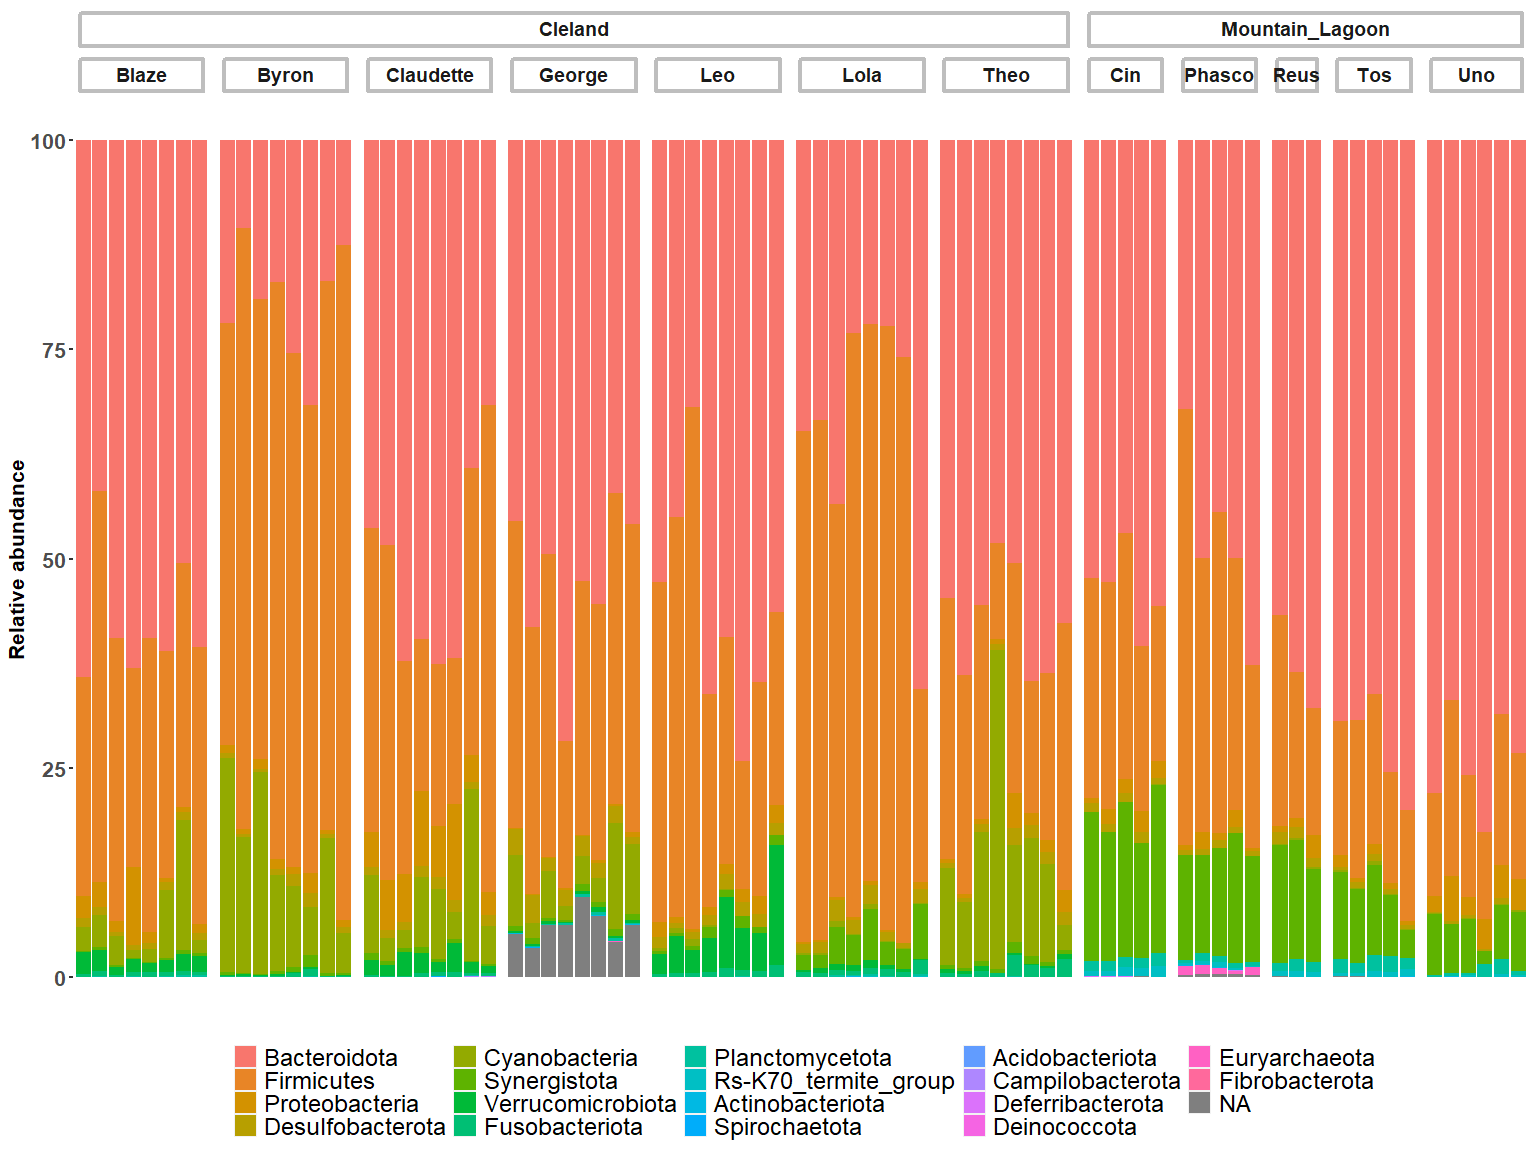 Cleland Mountain_Lagoon
Blaze Byron Claudette George Leo Lola Theo Cin Phasco Reus Tos Uno
100
75
50
25
0
Relative abundance
Bacteroidota Cyanobacteria Planctomycetota Acidobacteriota Euryarchaeota
Firmicutes Synergistota Rs-K70_termite_group Campilobacterota Fibrobacterota
Proteobacteria Verrucomicrobiota Actinobacteriota Deferribacterota NA
Desulfobacterota Fusobacteriota Spirochaetota Deinococcota